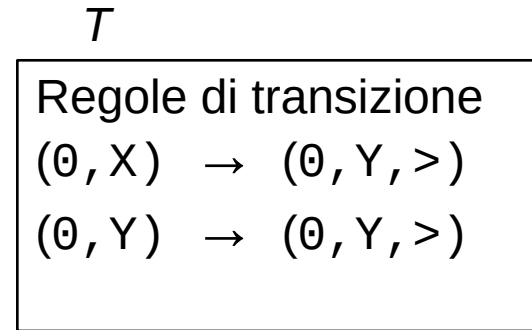 T
Regole di transizione
(0,X) → (0,Y,>)
(0,Y) → (0,Y,>)